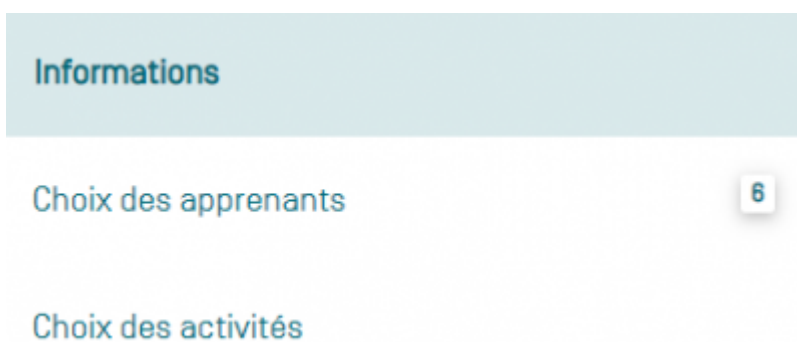 Informations
Choix des apprenants 6
Choix des activités